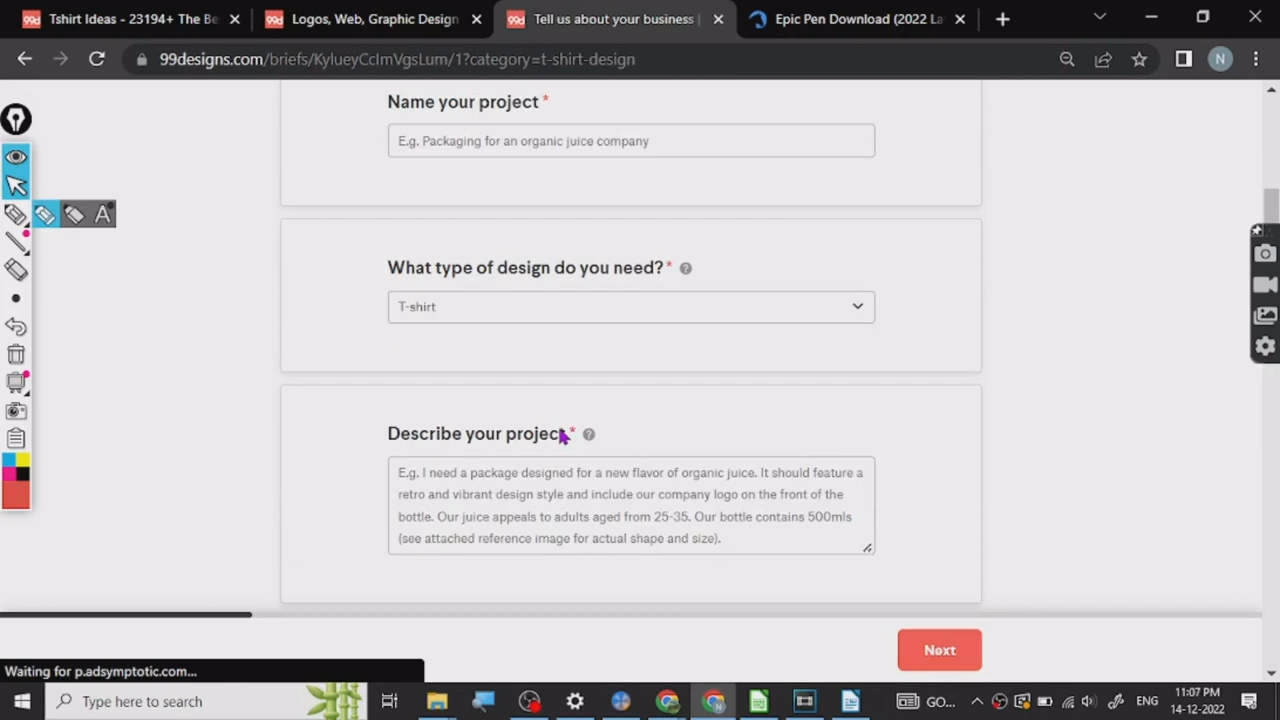 Tshirt Ideas - 23194+ The Be
Logos, Web, Graphic Design
Tell us about your business |
Epic Pen Download (2022 La
99designs.com/briefs/KylueyCcImVgsLum/1?category=t-shirt-design
N
Name your project *
E.g. Packaging for an organic juice company
What type of design do you need? *
T-shirt
Describe your project *
E.g. I need a package designed for a new flavor of organic juice. It should feature a
retro and vibrant design style and include our company logo on the front of the
bottle. Our juice appeals to adults aged from 25-35. Our bottle contains 500mls
(see attached reference image for actual shape and size).
Next
Waiting for p.adsymptotic.com...
Type here to search
GO...
ENG
11:07 PM
14-12-2022